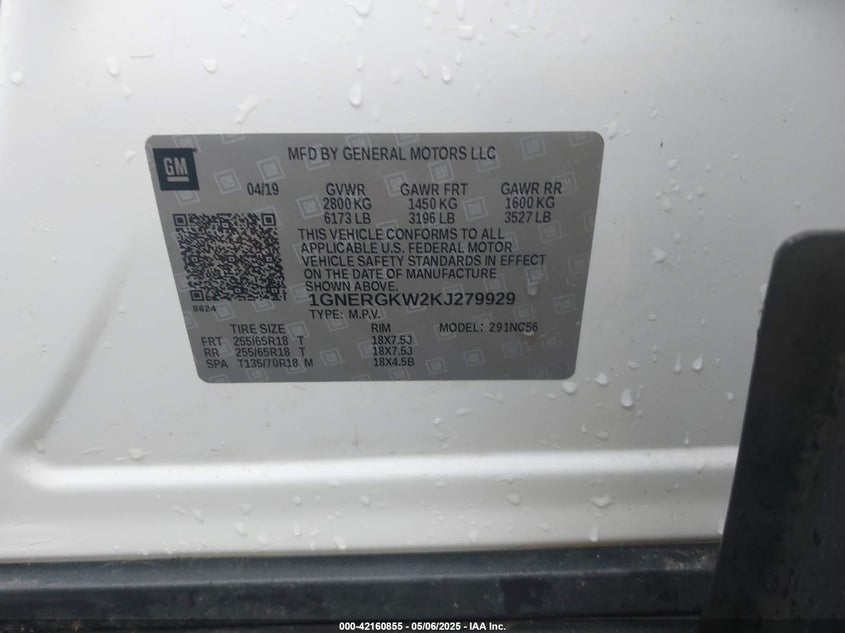 GM
MFD BY GENERAL MOTORS LLC
04/19 GVWR GAWR FRT GAWR RR
2800 KG 1450 KG 1600 KG
6173 LB 3196 LB 3527 LB
THIS VEHICLE CONFORMS TO ALL
APPLICABLE U.S. FEDERAL MOTOR
VEHICLE SAFETY STANDARDS IN EFFECT
ON THE DATE OF MANUFACTURE
SHOWN ABOVE.
8624
1GNERGKW2KJ279929
TYPE: M.P.V.
TIRE SIZE RIM MODEL: 291NC56
FRT 255/65R18 T 18X7.5J
RR 255/65R18 T 18X7.5J
SPA T135/70R18 M 18X4.5B
000-42160855 - 05/06/2025 - IAA Inc.